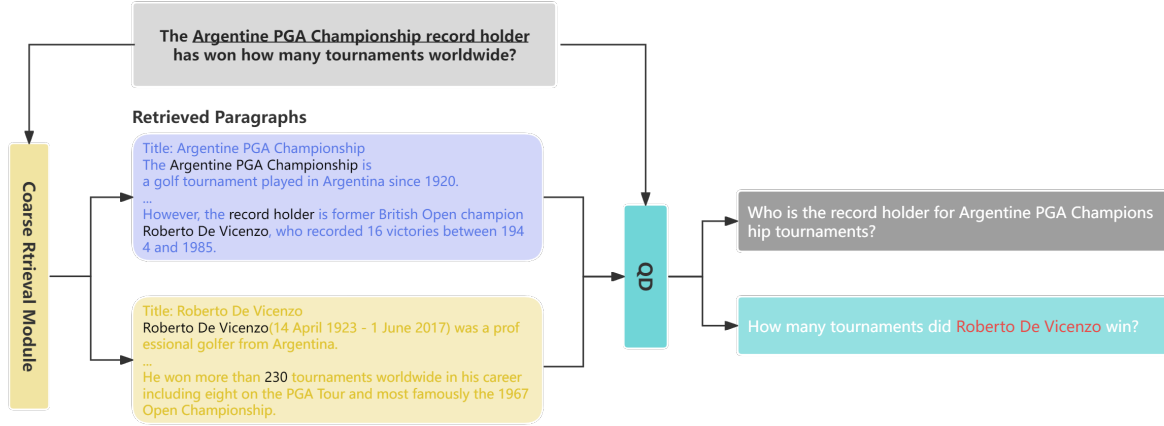 The Argentine PGA Championship record holder
has won how many tournaments worldwide?
Retrieved Paragraphs
Coarse Rtrieval Module
Title: Argentine PGA Championship
The Argentine PGA Championship is
a golf tournament played in Argentina since 1920.
...
However, the record holder is former British Open champion
Roberto De Vicenzo, who recorded 16 victories between 194
4 and 1985.
Title: Roberto De Vicenzo
Roberto De Vicenzo(14 April 1923 - 1 June 2017) was a prof
essional golfer from Argentina.
...
He won more than 230 tournaments worldwide in his career
including eight on the PGA Tour and most famously the 1967
Open Championship.
QD
Who is the record holder for Argentine PGA Champions
hip tournaments?
How many tournaments did Roberto De Vicenzo win?